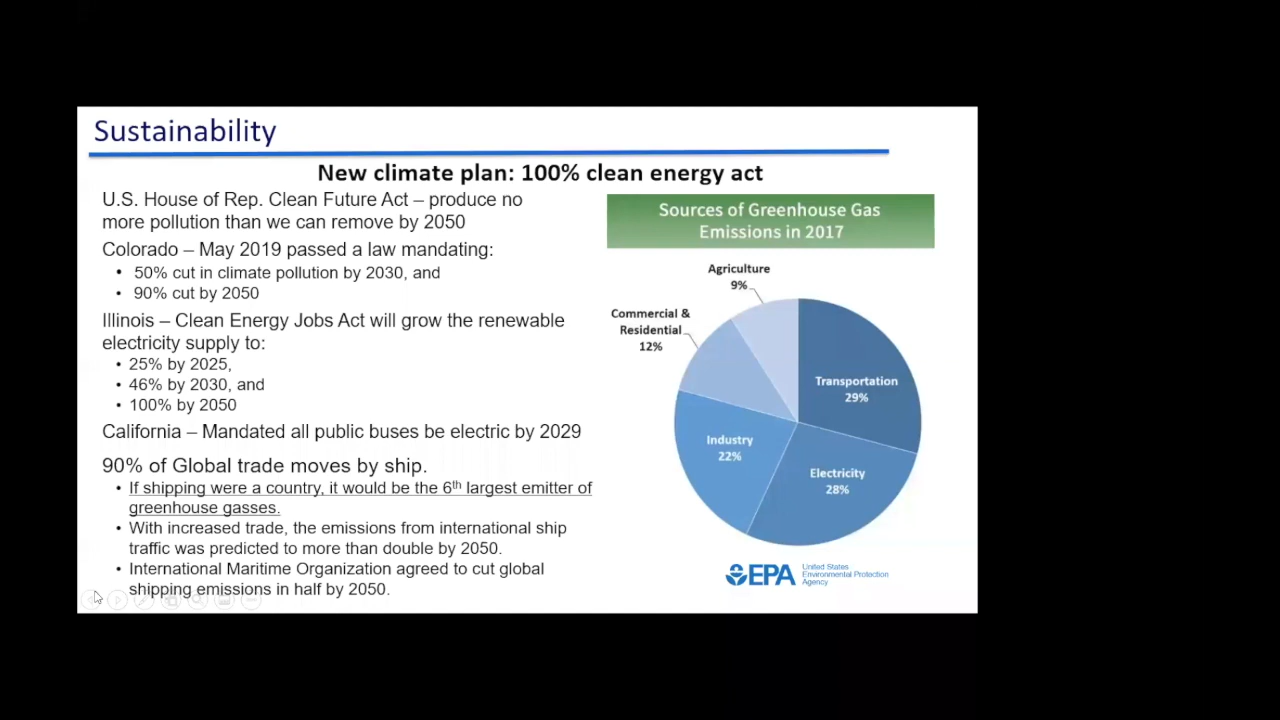 Sustainability
New climate plan: 100% clean energy act
U.S. House of Rep. Clean Future Act – produce no
more pollution than we can remove by 2050
Colorado – May 2019 passed a law mandating:
• 50% cut in climate pollution by 2030, and
• 90% cut by 2050
Illinois – Clean Energy Jobs Act will grow the renewable
electricity supply to:
• 25% by 2025,
• 46% by 2030, and
• 100% by 2050
California – Mandated all public buses be electric by 2029
90% of Global trade moves by ship.
• If shipping were a country, it would be the 6th largest emitter of
greenhouse gasses.
• With increased trade, the emissions from international ship
traffic was predicted to more than double by 2050.
• International Maritime Organization agreed to cut global
shipping emissions in half by 2050.
Sources of Greenhouse Gas
Emissions in 2017
Agriculture
9%
Commercial &
Residential
12%
Transportation
29%
Industry
22%
Electricity
28%
EPA
United States
Environmental Protection
Agency